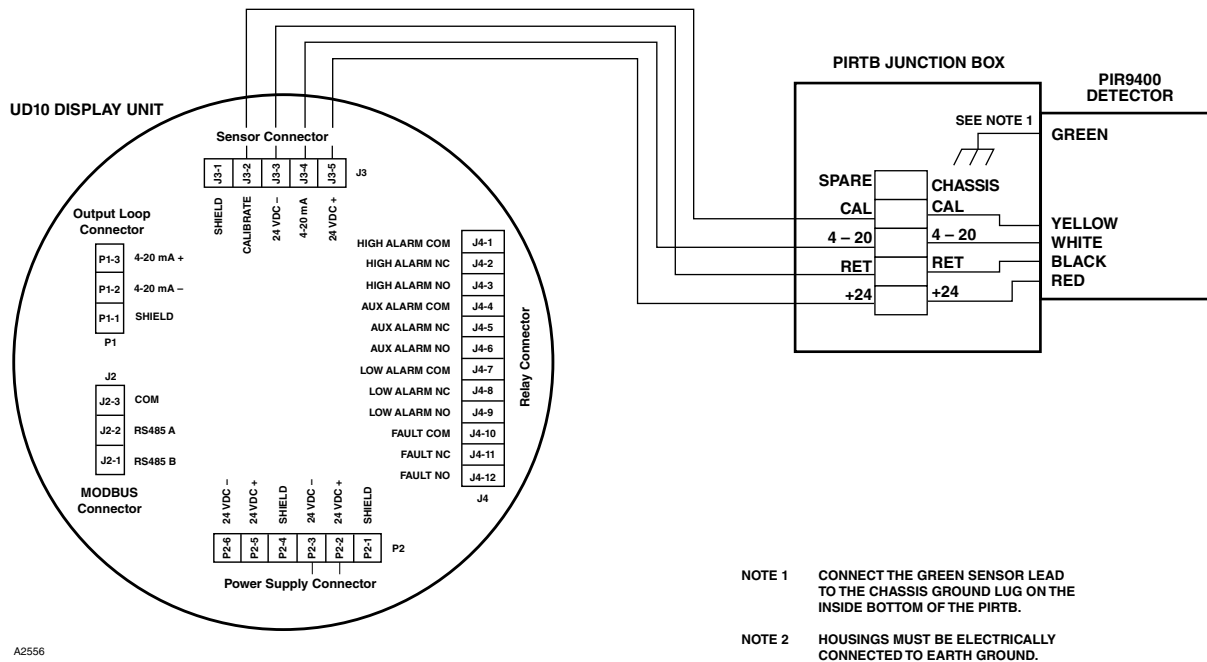 PIRTB JUNCTION BOX
PIR9400
DETECTOR
UD10 DISPLAY UNIT
SEE NOTE 1
GREEN
Sensor Connector
J3-1
J3-2
J3-3
J3-4
J3-5
J3
SHIELD
CALIBRATE
24 VDC –
4-20 mA
24 VDC +
SPARE
CHASSIS
CAL
CAL
YELLOW
4 – 20
4 – 20
WHITE
RET
RET
BLACK
+24
+24
RED
Output Loop
Connector
P1-3 4-20 mA +
P1-2 4-20 mA –
P1-1 SHIELD
P1
J2
J2-3 COM
J2-2 RS485 A
J2-1 RS485 B
MODBUS
Connector
HIGH ALARM COM J4-1
HIGH ALARM NC J4-2
HIGH ALARM NO J4-3
AUX ALARM COM J4-4
AUX ALARM NC J4-5
AUX ALARM NO J4-6
LOW ALARM COM J4-7
LOW ALARM NC J4-8
LOW ALARM NO J4-9
FAULT COM J4-10
FAULT NC J4-11
FAULT NO J4-12
J4
Relay Connector
24 VDC –
24 VDC +
SHIELD
24 VDC –
24 VDC +
SHIELD
P2-6
P2-5
P2-4
P2-3
P2-2
P2-1
P2
Power Supply Connector
NOTE 1 CONNECT THE GREEN SENSOR LEAD
TO THE CHASSIS GROUND LUG ON THE
INSIDE BOTTOM OF THE PIRTB.
NOTE 2 HOUSINGS MUST BE ELECTRICALLY
CONNECTED TO EARTH GROUND.
A2556